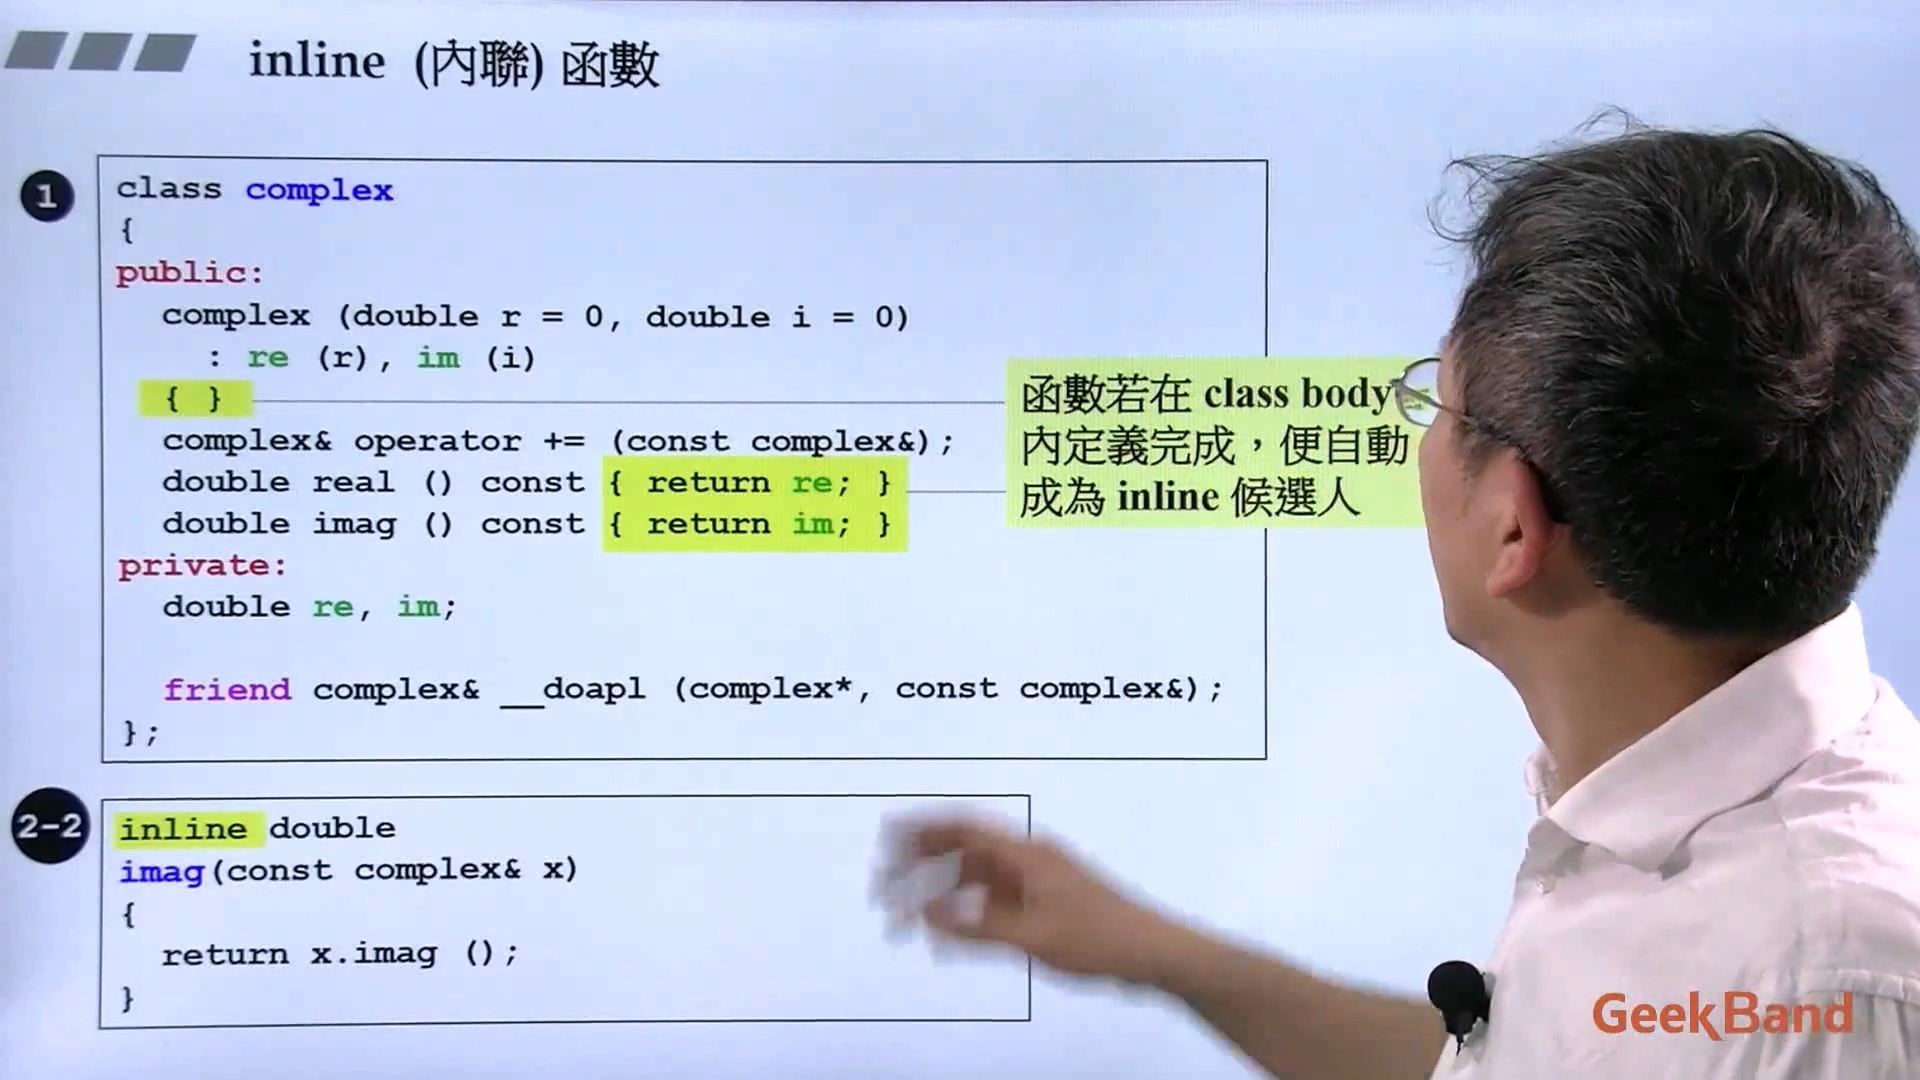 inline (內聯) 函數
1
class complex
{
public:
complex (double r = 0, double i = 0)
: re (r), im (i)
{ }
complex& operator += (const complex&);
double real () const { return re; }
double imag () const { return im; }
private:
double re, im;
friend complex& __doapl (complex*, const complex&);
};
函數若在 class body
內定義完成，便自動
成為 inline 候選人
2-2
inline double
imag(const complex& x)
{
return x.imag ();
}
GeekBand